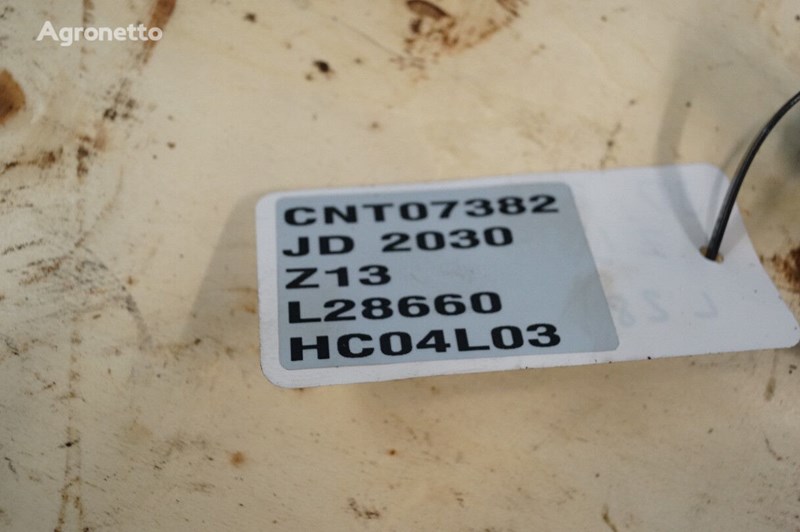 Agronetto
CNT07382
JD 2030
Z13
L28660
HC04L03